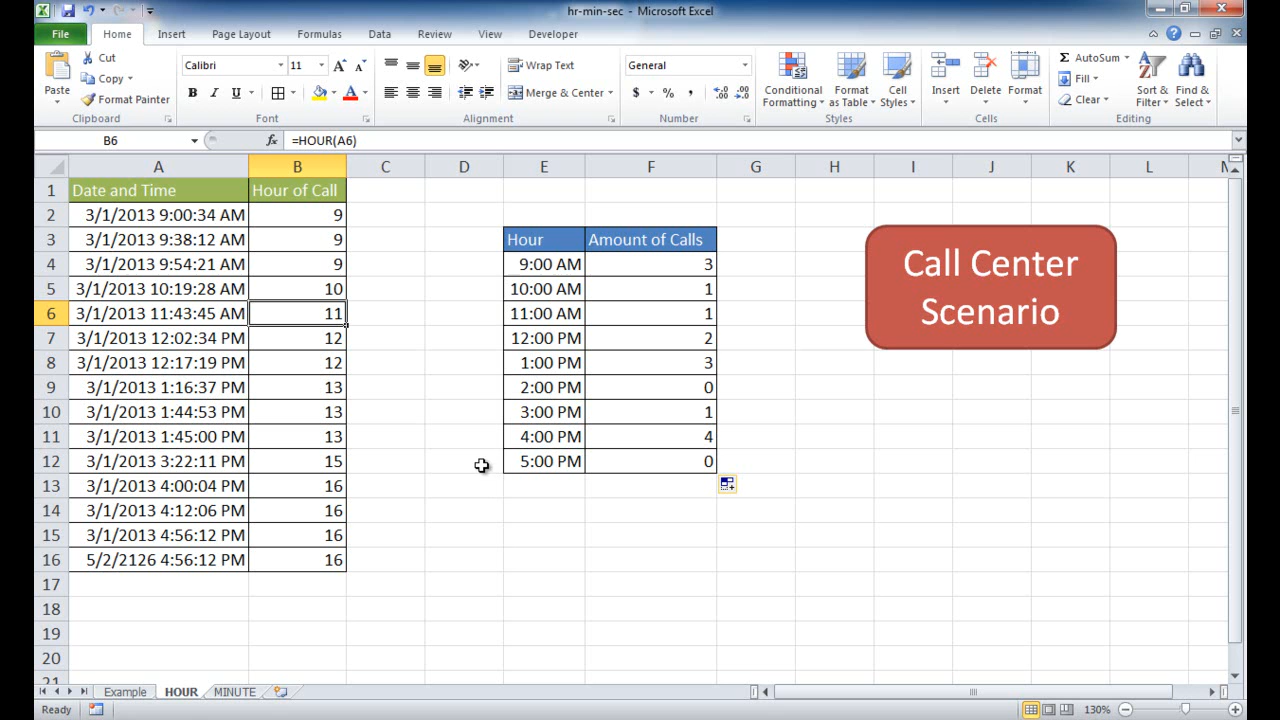 hr-min-sec - Microsoft Excel
File Home Insert Page Layout Formulas Data Review View Developer
Paste
Cut
Copy
Format Painter
Clipboard
Calibri 11
B I U
Font
Wrap Text
Merge & Center
Alignment
General
$ % ,
Number
Conditional Formatting
Format as Table
Cell Styles
Styles
Insert Delete Format
Cells
Σ AutoSum
Fill
Clear
Sort & Filter
Find & Select
Editing
B6 fx =HOUR(A6)
A B C D E F G H I J K L M
1 Date and Time Hour of Call
2 3/1/2013 9:00:34 AM 9
3 3/1/2013 9:38:12 AM 9 Hour Amount of Calls
4 3/1/2013 9:54:21 AM 9 9:00 AM 3
5 3/1/2013 10:19:28 AM 10 10:00 AM 1
6 3/1/2013 11:43:45 AM 11 11:00 AM 1
7 3/1/2013 12:02:34 PM 12 12:00 PM 2
8 3/1/2013 12:17:19 PM 12 1:00 PM 3
9 3/1/2013 1:16:37 PM 13 2:00 PM 0
10 3/1/2013 1:44:53 PM 13 3:00 PM 1
11 3/1/2013 1:45:00 PM 13 4:00 PM 4
12 3/1/2013 3:22:11 PM 15 5:00 PM 0
13 3/1/2013 4:00:04 PM 16
14 3/1/2013 4:12:06 PM 16
15 3/1/2013 4:56:12 PM 16
16 5/2/2126 4:56:12 PM 16
17
18
19
20
21
Call Center
Scenario
Example HOUR MINUTE
Ready 130%